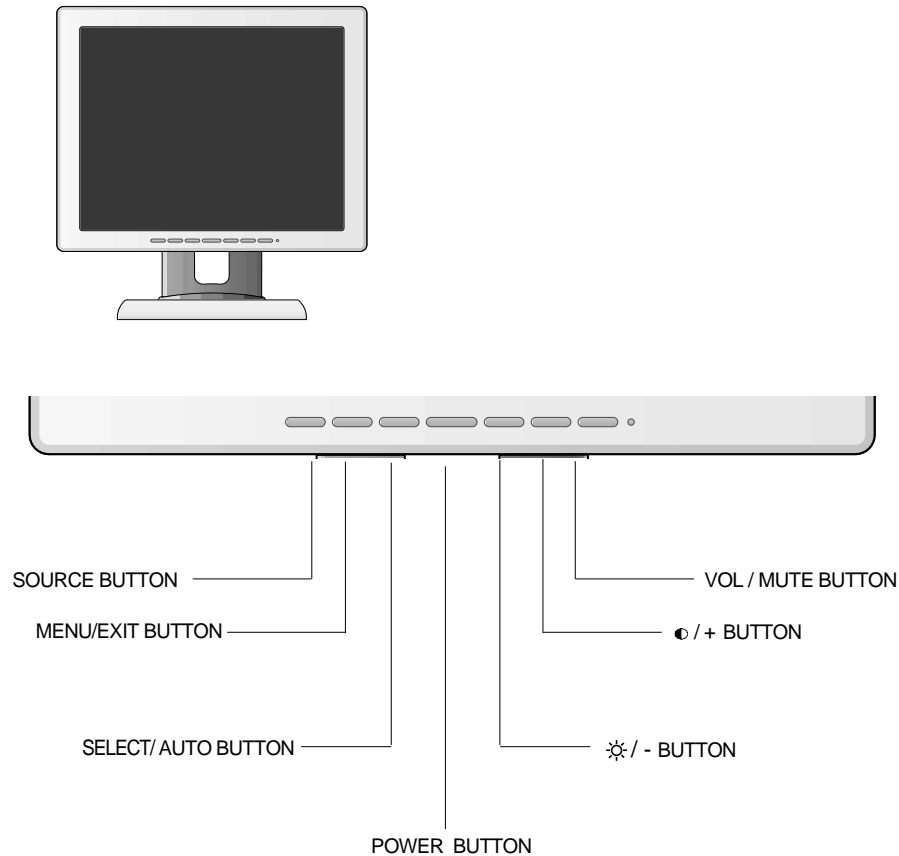 SOURCE BUTTON
VOL / MUTE BUTTON
MENU/EXIT BUTTON
◐ / + BUTTON
SELECT/ AUTO BUTTON
☼ / - BUTTON
POWER BUTTON